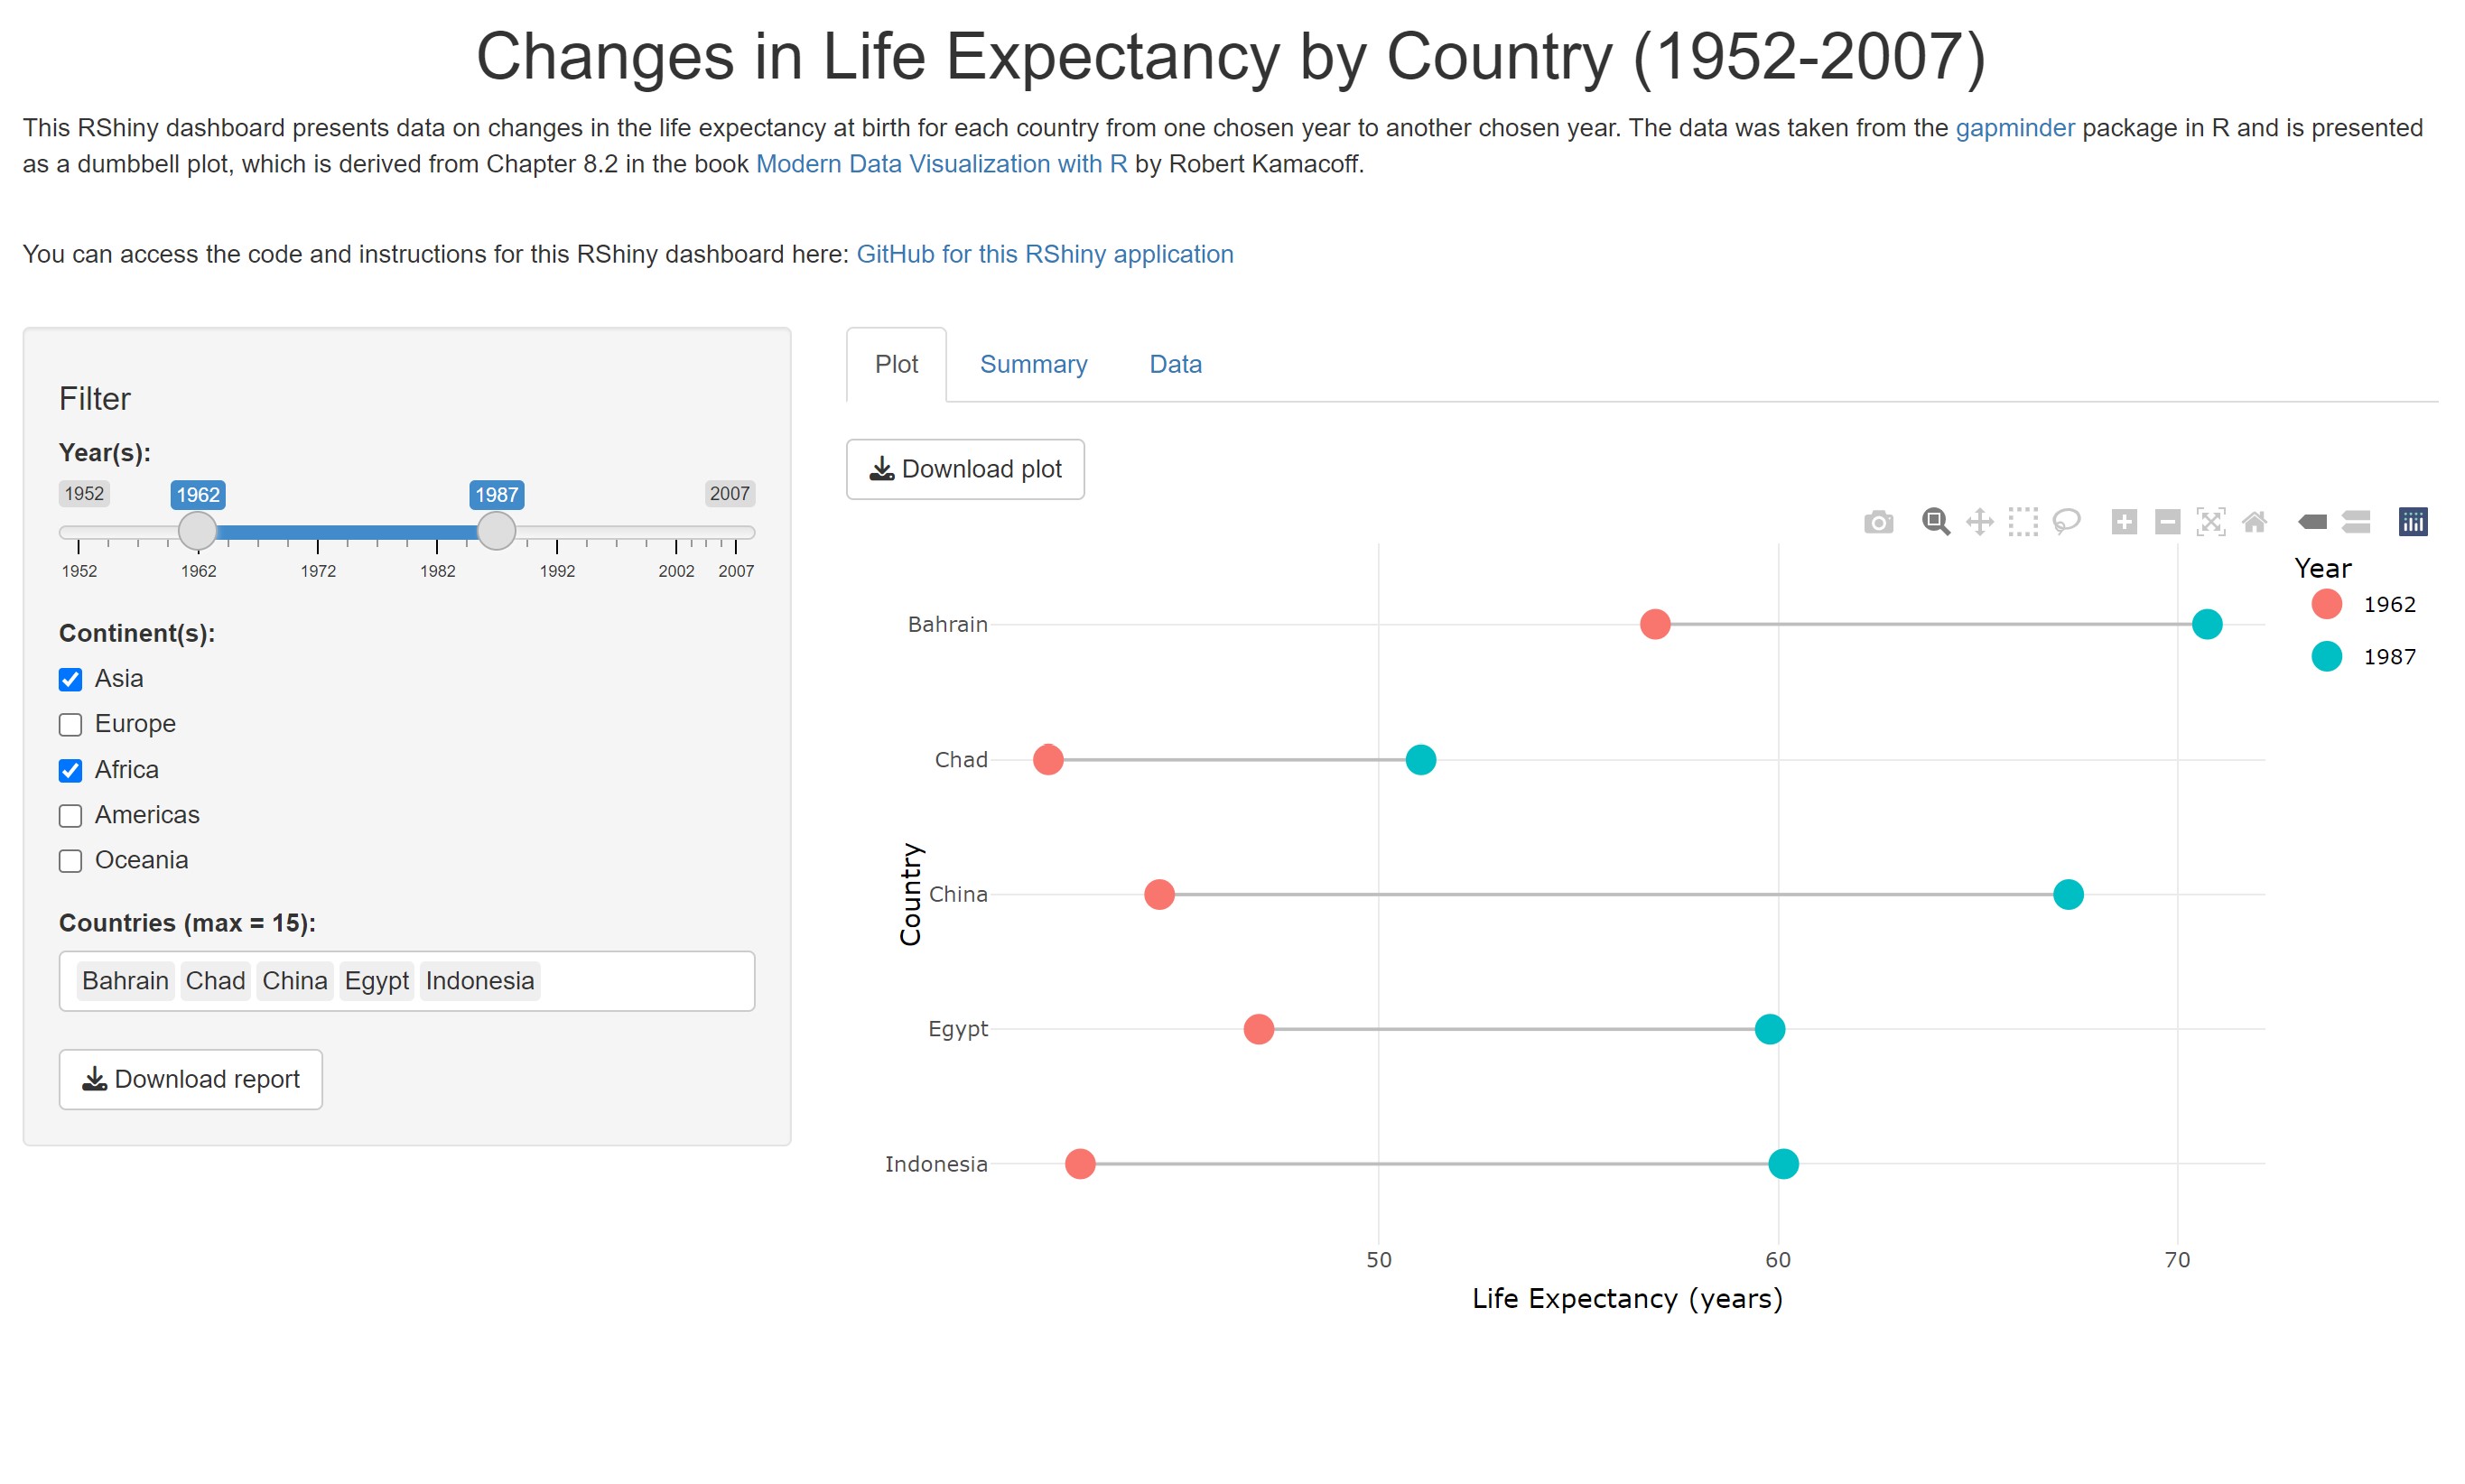 Changes in Life Expectancy by Country (1952-2007)
This RShiny dashboard presents data on changes in the life expectancy at birth for each country from one chosen year to another chosen year. The data was taken from the gapminder package in R and is presented
as a dumbbell plot, which is derived from Chapter 8.2 in the book Modern Data Visualization with R by Robert Kamacoff.
You can access the code and instructions for this RShiny dashboard here: GitHub for this RShiny application
Filter
Year(s):
1952 1962 1987 2007
1952 1962 1972 1982 1992 2002 2007
Continent(s):
Asia
Europe
Africa
Americas
Oceania
Countries (max = 15):
Bahrain Chad China Egypt Indonesia
Download report
Plot Summary Data
Download plot
Year
1962
1987
Country
Bahrain
Chad
China
Egypt
Indonesia
50 60 70
Life Expectancy (years)